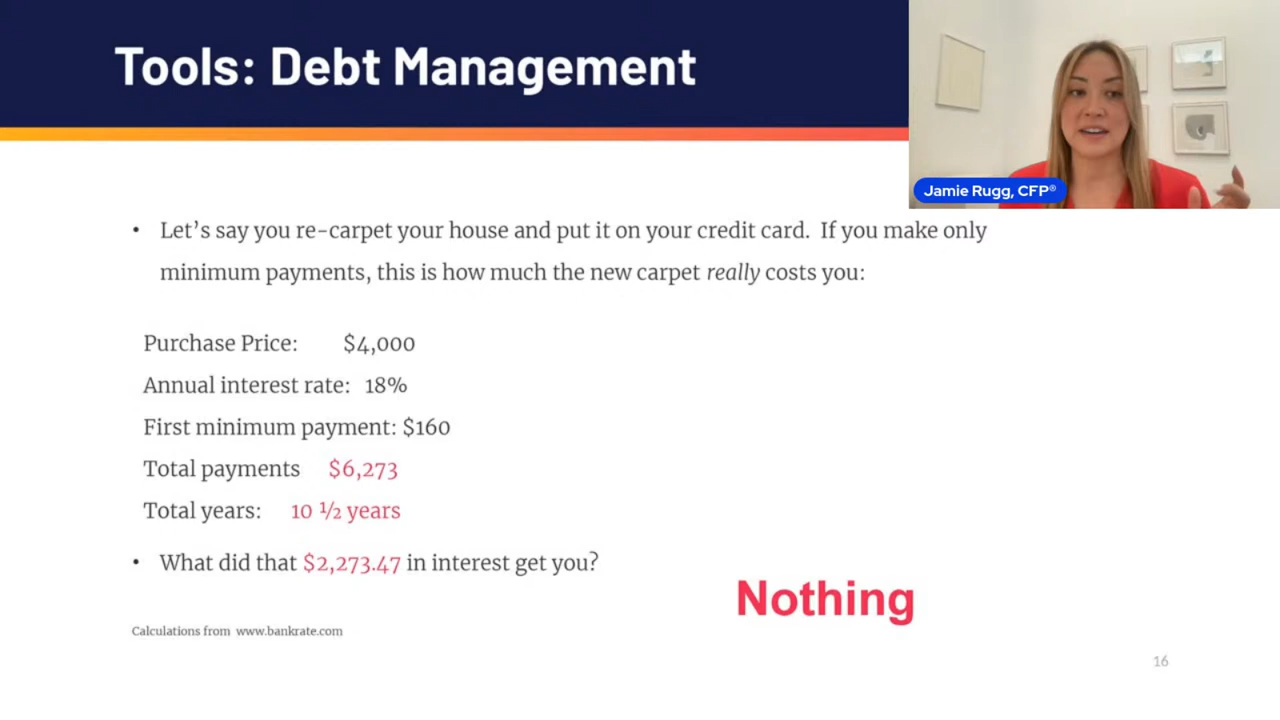 Tools: Debt Management
Jamie Rugg, CFP®
• Let’s say you re-carpet your house and put it on your credit card.  If you make only
minimum payments, this is how much the new carpet really costs you:
Purchase Price: $4,000
Annual interest rate: 18%
First minimum payment: $160
Total payments $6,273
Total years: 10 ½ years
• What did that $2,273.47 in interest get you?
Nothing
Calculations from www.bankrate.com
16